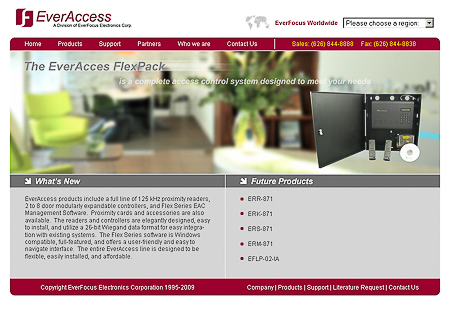 EverAccess
A Division of EverFocus Electronics Corp.
EverFocus Worldwide
Please choose a region:
Home Products Support Partners Who we are Contact Us
Sales: (626) 844-8888 Fax: (626) 844-8838
The EverAcces FlexPack
is a complete access control system designed to meet your needs
What's New
EverAccess products include a full line of 125 kHz proximity readers,
2 to 8 door modularly expandable controllers, and Flex Series EAC
Management Software. Proximity cards and accessories are also
available. The readers and controllers are elegantly designed, easy
to install, and utilize a 26-bit Wiegand data format for easy integra-
tion with existing systems. The Flex Series software is Windows
compatible, full-featured, and offers a user-friendly and easy to
navigate interface. The entire EverAccess line is designed to be
flexible, easily installed, and affordable.
Future Products
ERR-871
ERK-871
ERS-871
ERM-871
EFLP-02-IA
Copyright EverFocus Electronics Corporation 1995-2009
Company | Products | Support | Literature Request | Contact Us